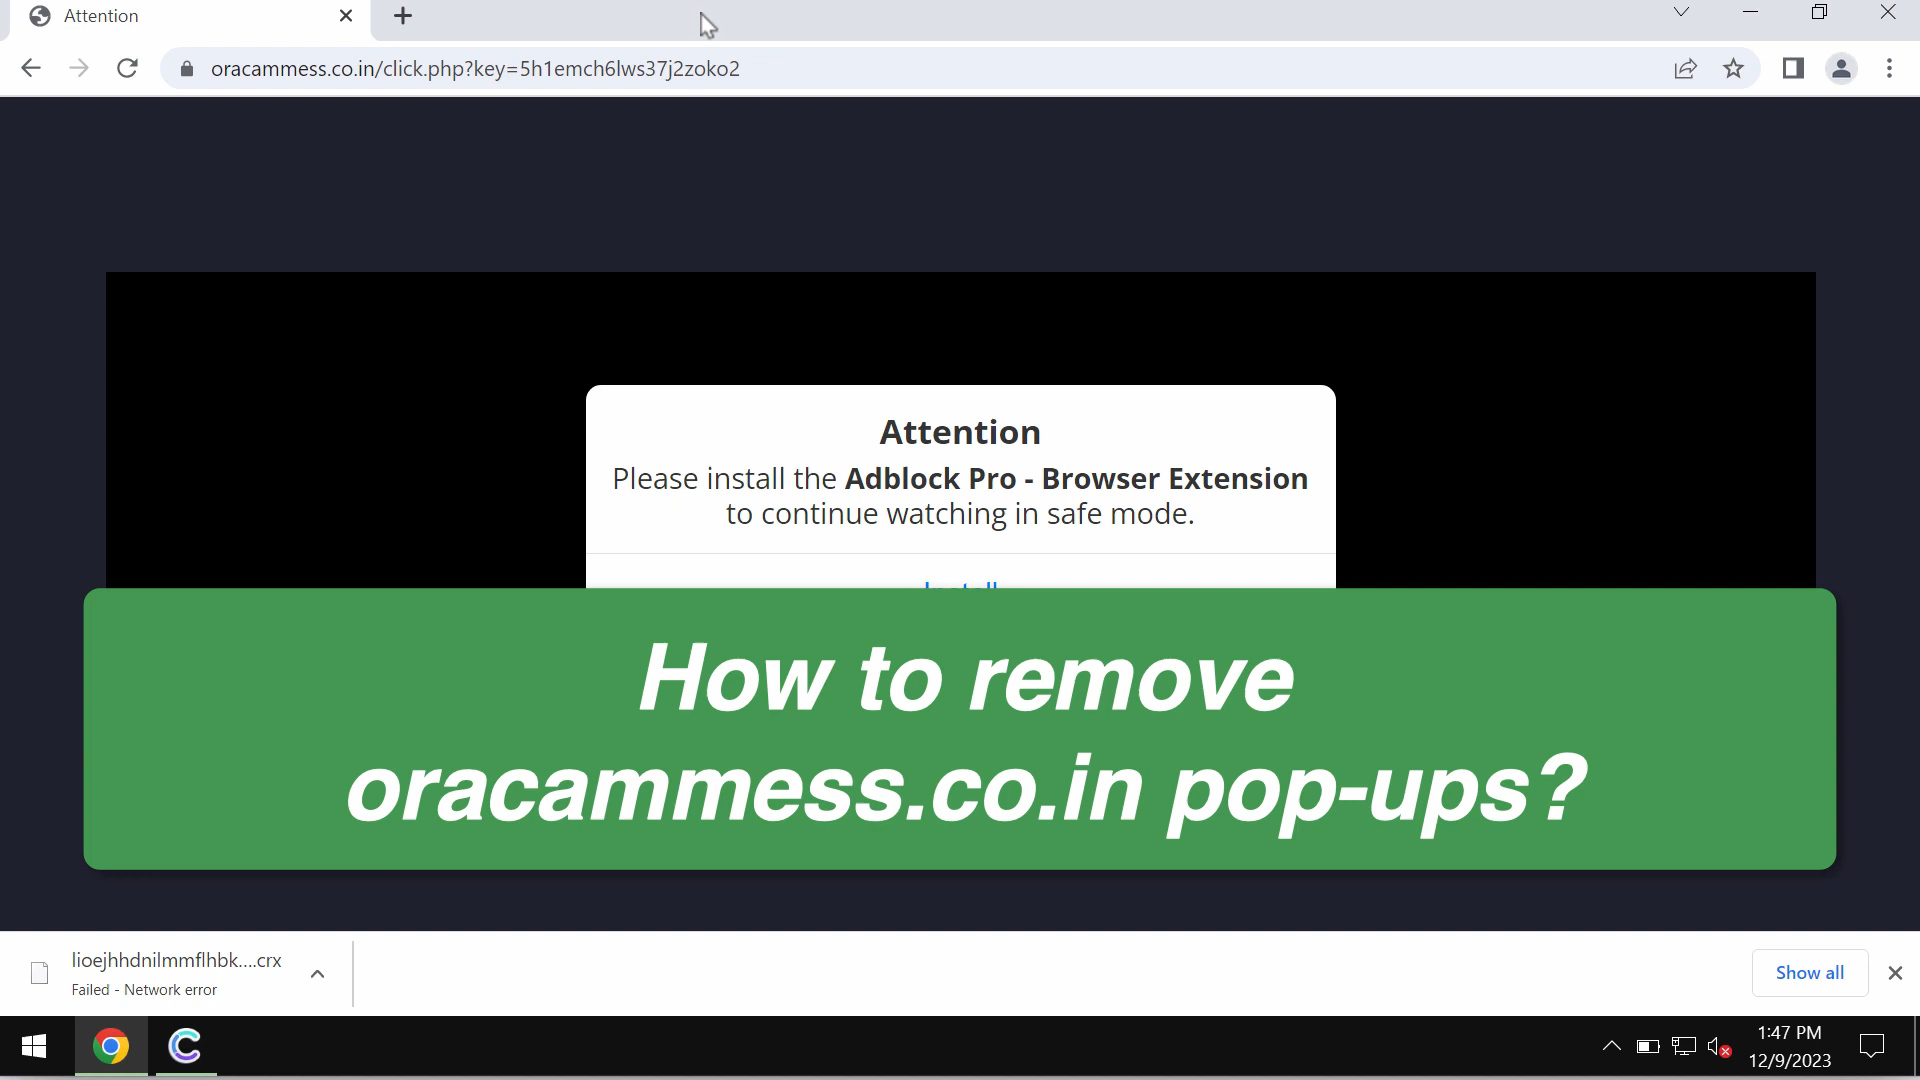 Attention
oracammess.co.in/click.php?key=5h1emch6lws37j2zoko2
Attention
Please install the Adblock Pro - Browser Extension
to continue watching in safe mode.
Install
How to remove
oracammess.co.in pop-ups?
lioejhhdnilmmflhbk....crx
Failed - Network error
Show all
1:47 PM
12/9/2023